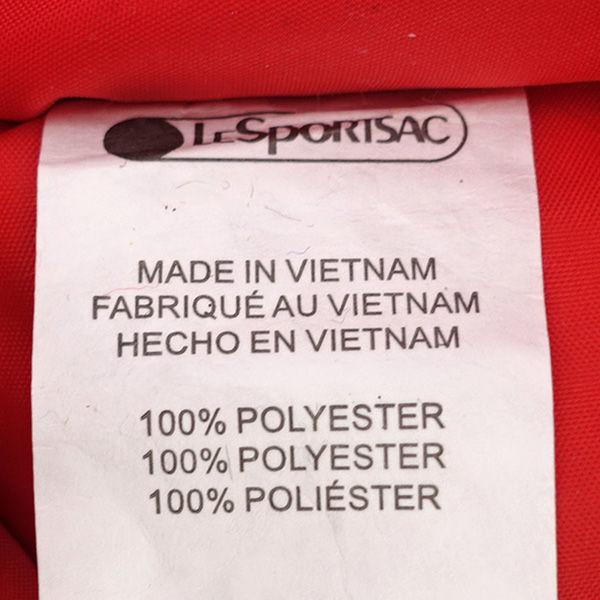 LeSportsac
MADE IN VIETNAM
FABRIQUÉ AU VIETNAM
HECHO EN VIETNAM
100% POLYESTER
100% POLYESTER
100% POLIÉSTER